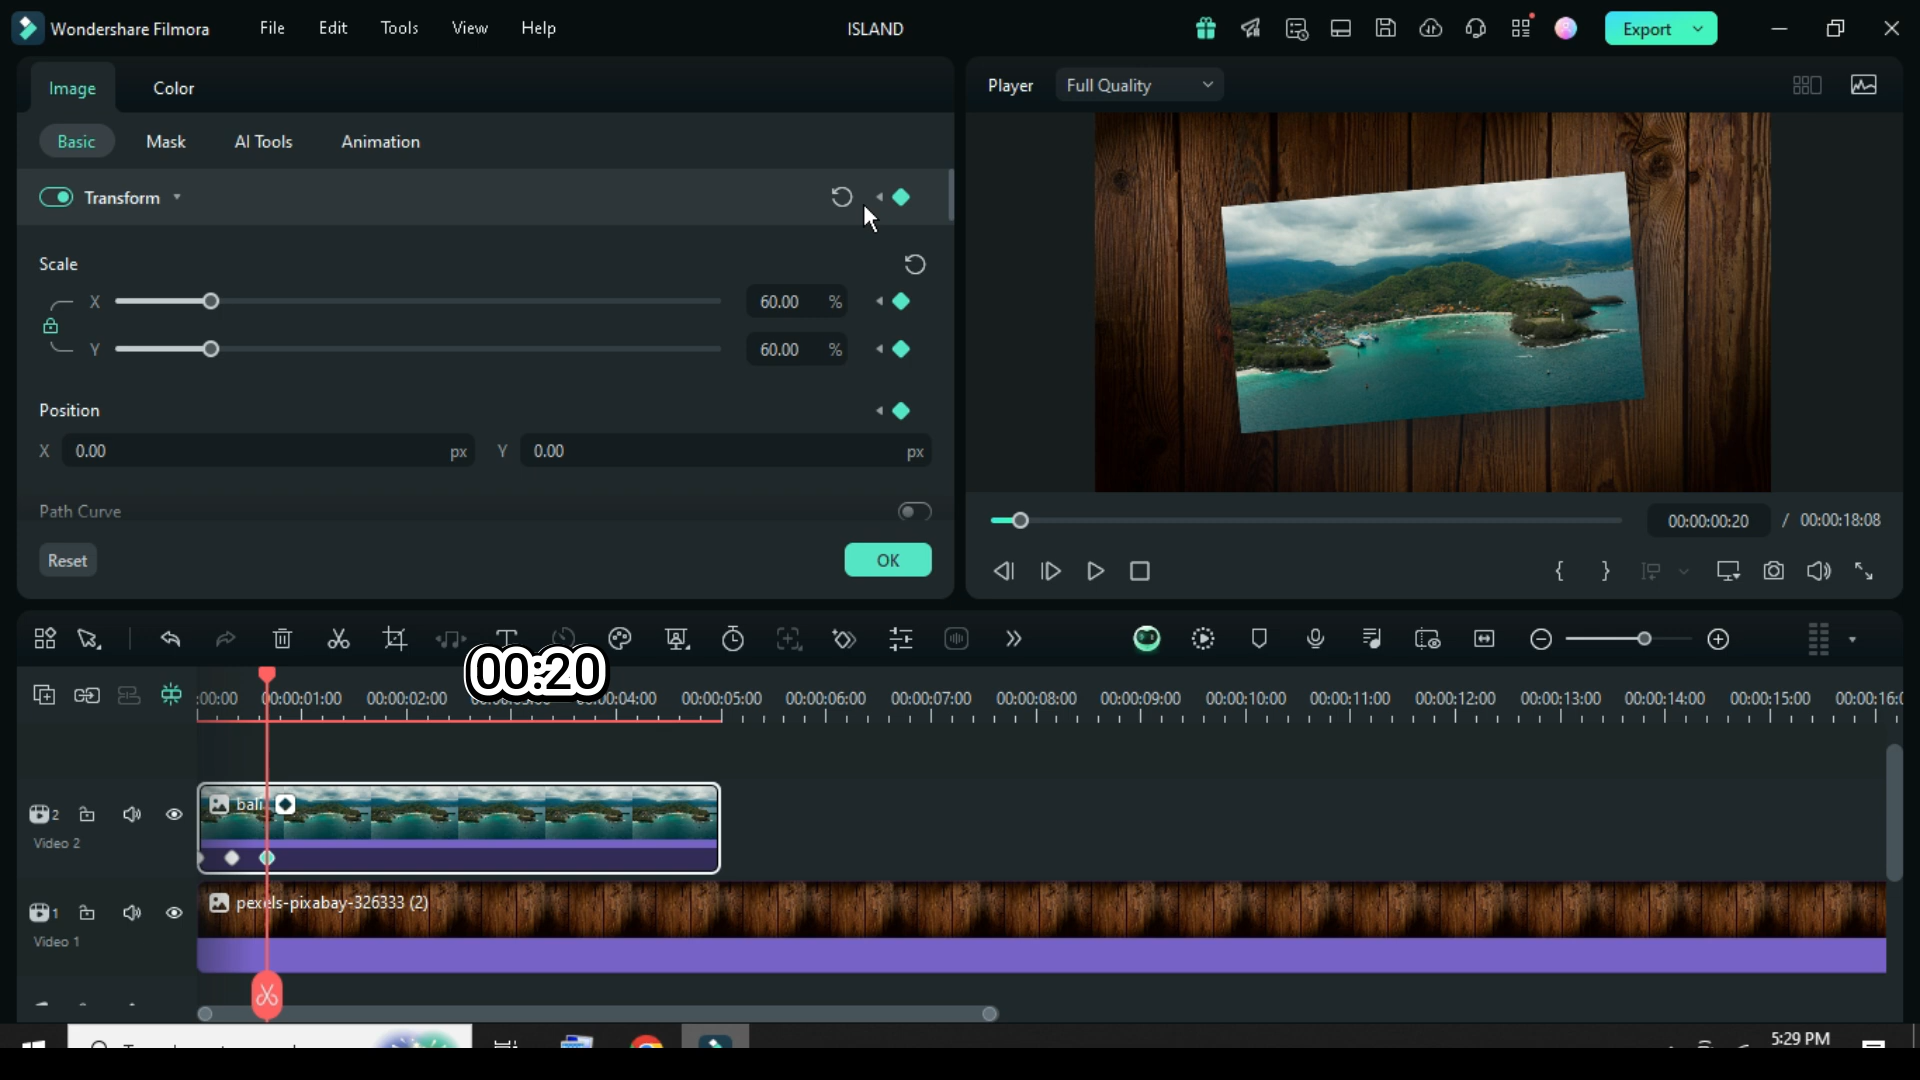 Wondershare Filmora File Edit Tools View Help ISLAND Export
Image Color
Player Full Quality
Basic Mask AI Tools Animation
Transform
Scale
X 60.00 %
Y 60.00 %
Position
X 0.00 px Y 0.00 px
Path Curve
Reset OK
00:00:00:20 / 00:00:18:08
00:20
:00:00 00:00:01:00 00:00:02:00 00:00:04:00 00:00:05:00 00:00:06:00 00:00:07:00 00:00:08:00 00:00:09:00 00:00:10:00 00:00:11:00 00:00:12:00 00:00:13:00 00:00:14:00 00:00:15:00 00:00:16:0
2 bali
Video 2
1 pexels-pixabay-326333 (2)
Video 1
5:29 PM